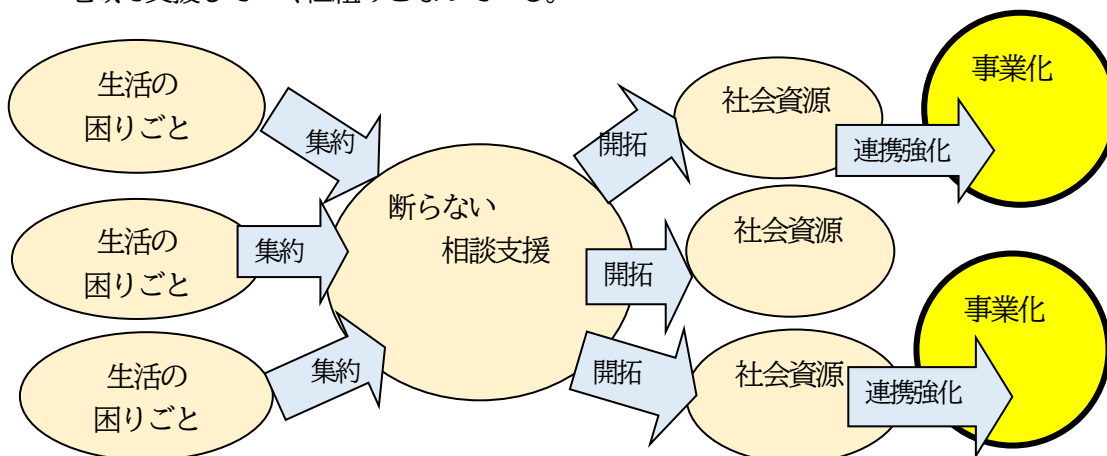 生活の
困りごと
集約
断らない
相談支援
開拓
社会資源
連携強化
事業化
生活の
困りごと
集約
開拓
社会資源
生活の
困りごと
集約
開拓
社会資源
連携強化
事業化